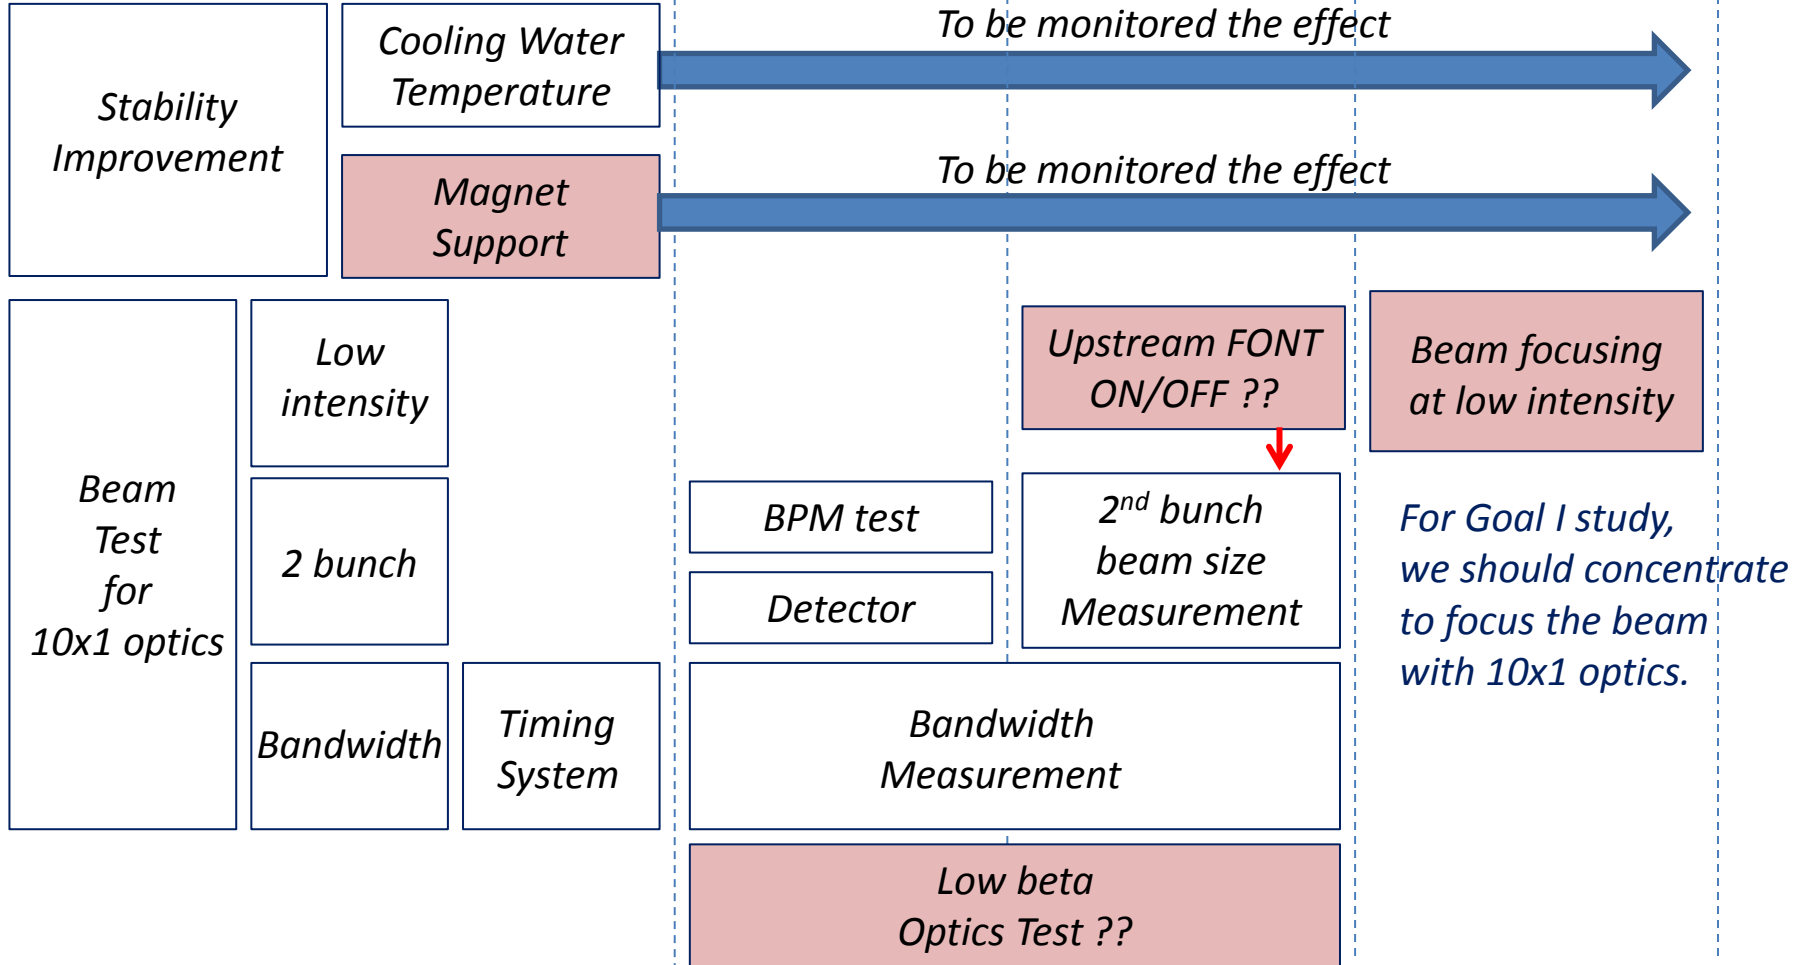 Stability
Improvement
Cooling Water
Temperature
To be monitored the effect
Magnet
Support
To be monitored the effect
Beam
Test
for
10x1 optics
Low
intensity
Upstream FONT
ON/OFF ??
Beam focusing
at low intensity
2 bunch
BPM test
Detector
2nd bunch
beam size
Measurement
For Goal I study,
we should concentrate
to focus the beam
with 10x1 optics.
Bandwidth
Timing
System
Bandwidth
Measurement
Low beta
Optics Test ??